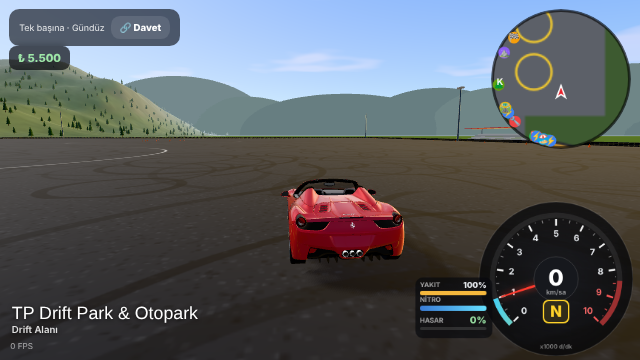 Tek başına · Gündüz
Davet
₺ 5.500
K
TP Drift Park & Otopark
Drift Alanı
0 FPS
YAKIT 100%
NİTRO
HASAR 0%
0 1 2 3 4 5 6 7 8 9 10
0
km/sa
N
x1000 d/dk